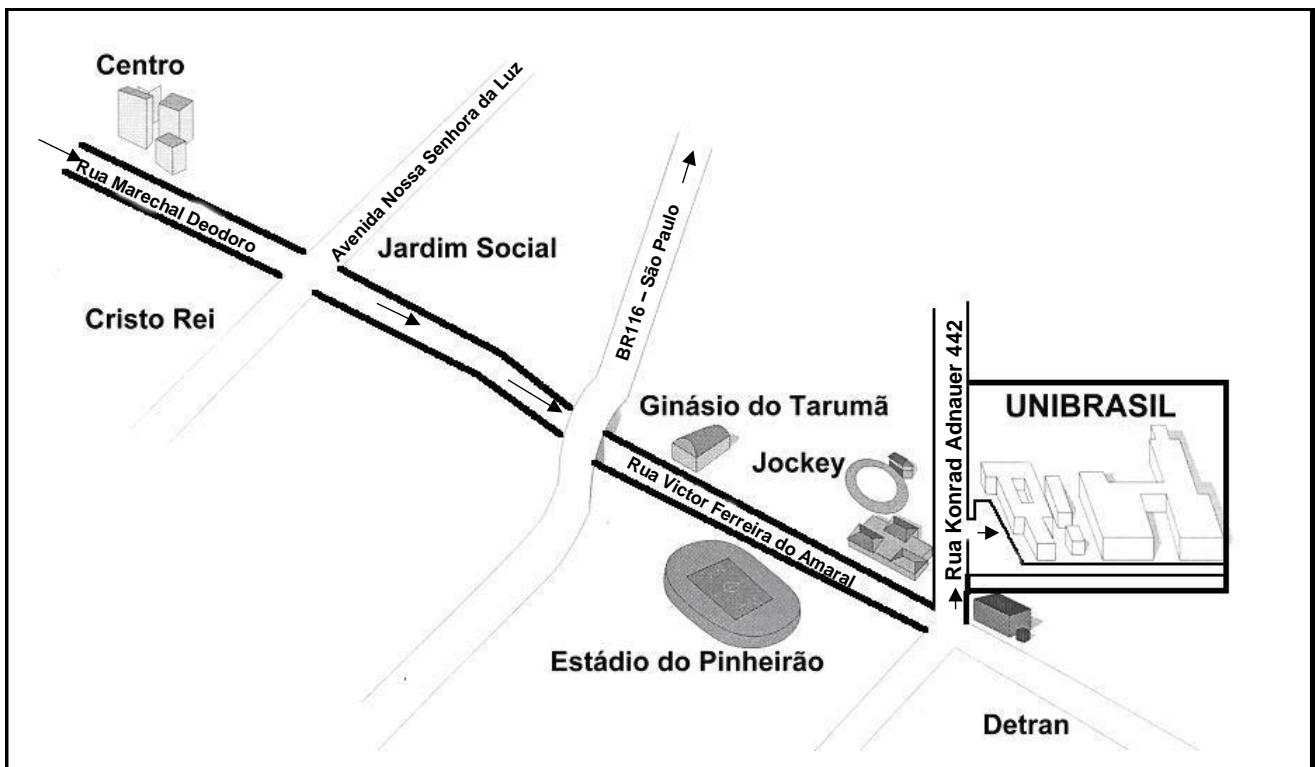 Centro
Avenida Nossa Senhora da Luz
Rua Marechal Deodoro
Jardim Social
BR116 – São Paulo
Cristo Rei
Rua Konrad Adnauer 442
Ginásio do Tarumã
UNIBRASIL
Jockey
Rua Victor Ferreira do Amaral
Estádio do Pinheirão
Detran